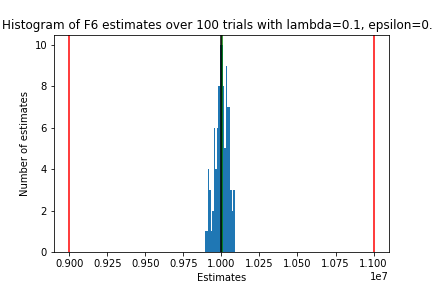 Histogram of F6 estimates over 100 trials with lambda=0.1, epsilon=0.
10
8
6
4
2
0
Number of estimates
0.900 0.925 0.950 0.975 1.000 1.025 1.050 1.075 1.100
1e7
Estimates